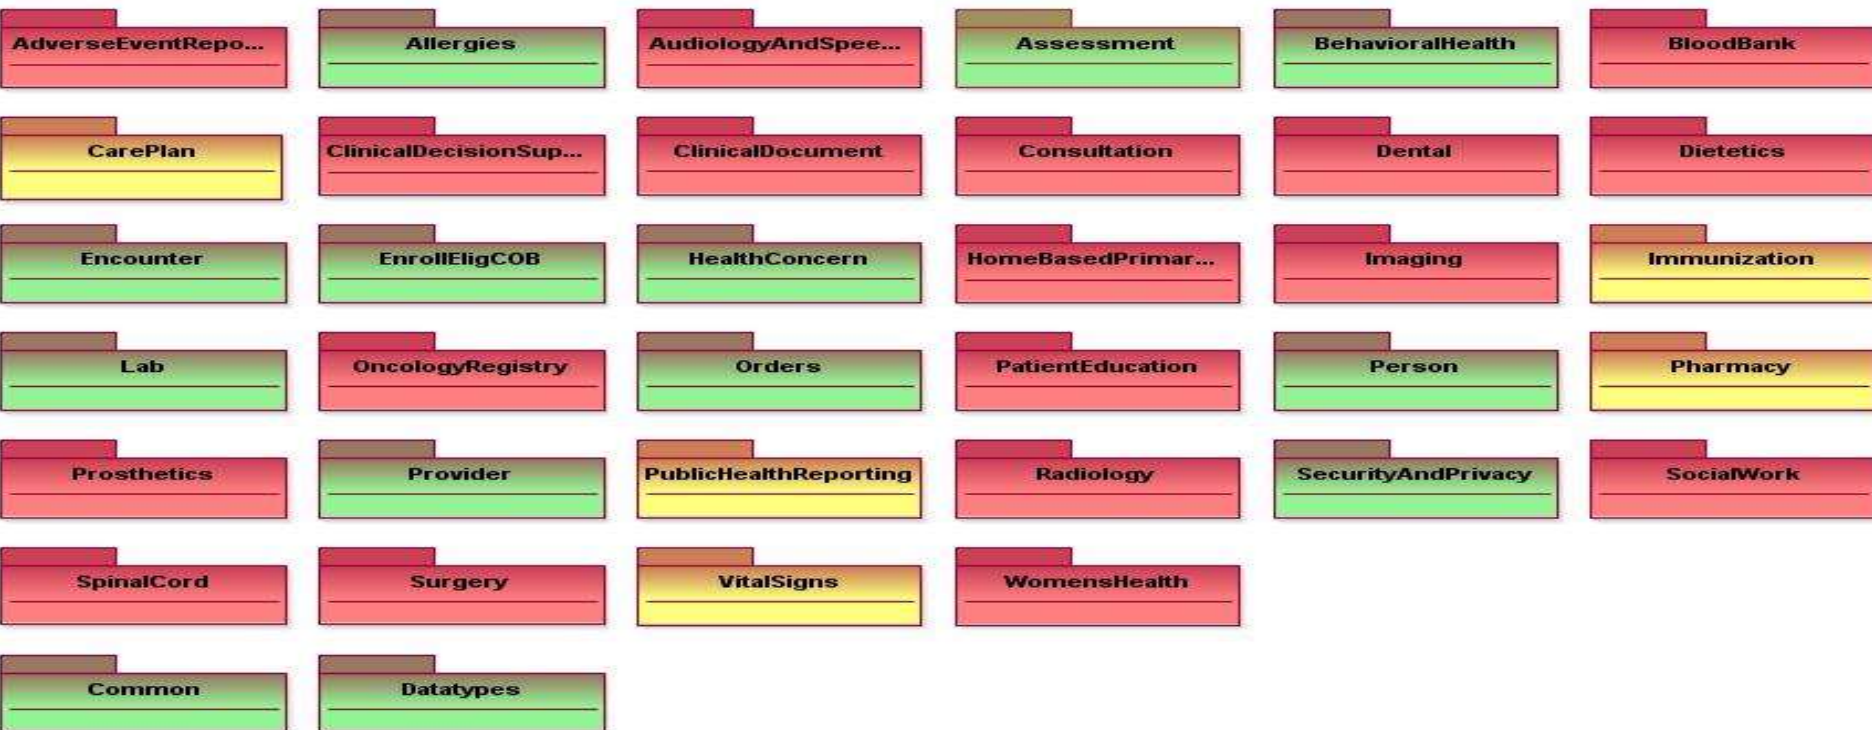 AdverseEventRepo...
Allergies
AudiologyAndSpee...
Assessment
BehavioralHealth
BloodBank
CarePlan
ClinicalDecisionSup...
ClinicalDocument
Consultation
Dental
Dietetics
Encounter
EnrollEligCOB
HealthConcern
HomeBasedPrimar...
Imaging
Immunization
Lab
OncologyRegistry
Orders
PatientEducation
Person
Pharmacy
Prosthetics
Provider
PublicHealthReporting
Radiology
SecurityAndPrivacy
SocialWork
SpinalCord
Surgery
VitalSigns
WomensHealth
Common
Datatypes